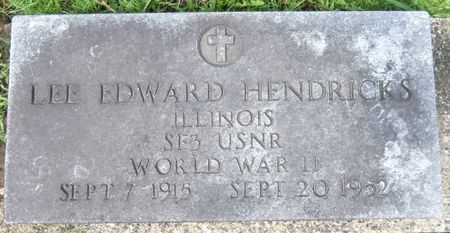 LEE EDWARD HENDRICKS
ILLINOIS
SF3 USNR
WORLD WAR II
SEPT 7 1915 SEPT 20 1952